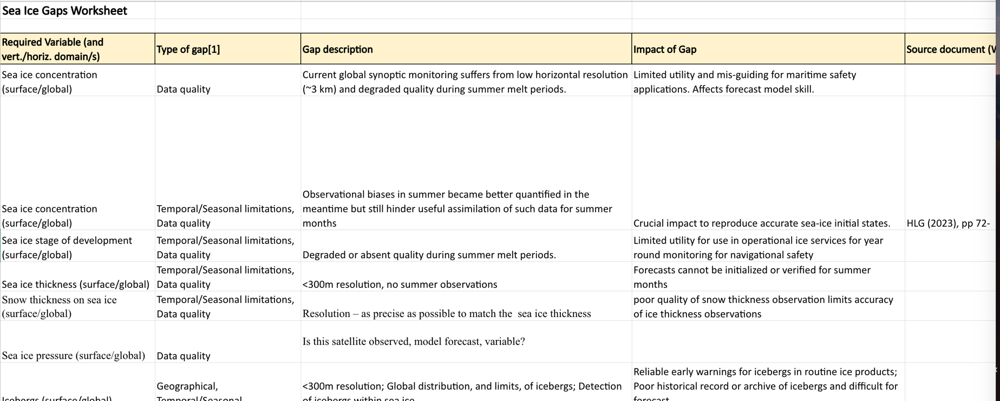 Sea Ice Gaps Worksheet
Required Variable (and
vert./horiz. domain/s)
Type of gap[1]
Gap description
Impact of Gap
Source document (
Sea ice concentration
(surface/global)
Data quality
Current global synoptic monitoring suffers from low horizontal resolution
(~3 km) and degraded quality during summer melt periods.
Limited utility and mis-guiding for maritime safety
applications. Affects forecast model skill.
Sea ice concentration
(surface/global)
Temporal/Seasonal limitations,
Data quality
Observational biases in summer became better quantified in the
meantime but still hinder useful assimilation of such data for summer
months
Crucial impact to reproduce accurate sea-ice initial states.
HLG (2023), pp 72-
Sea ice stage of development
(surface/global)
Temporal/Seasonal limitations,
Data quality
Degraded or absent quality during summer melt periods.
Limited utility for use in operational ice services for year
round monitoring for navigational safety
Sea ice thickness (surface/global)
Temporal/Seasonal limitations,
Data quality
<300m resolution, no summer observations
Forecasts cannot be initialized or verified for summer
months
Snow thickness on sea ice
(surface/global)
Temporal/Seasonal limitations,
Data quality
Resolution – as precise as possible to match the  sea ice thickness
poor quality of snow thickness observation limits accuracy
of ice thickness observations
Sea ice pressure (surface/global)
Data quality
Is this satellite observed, model forecast, variable?
Icebergs (surface/global)
Geographical,
Temporal/Seasonal
<300m resolution; Global distribution, and limits, of icebergs; Detection
of icebergs within sea ice
Reliable early warnings for icebergs in routine ice products;
Poor historical record or archive of icebergs and difficult for
forecast